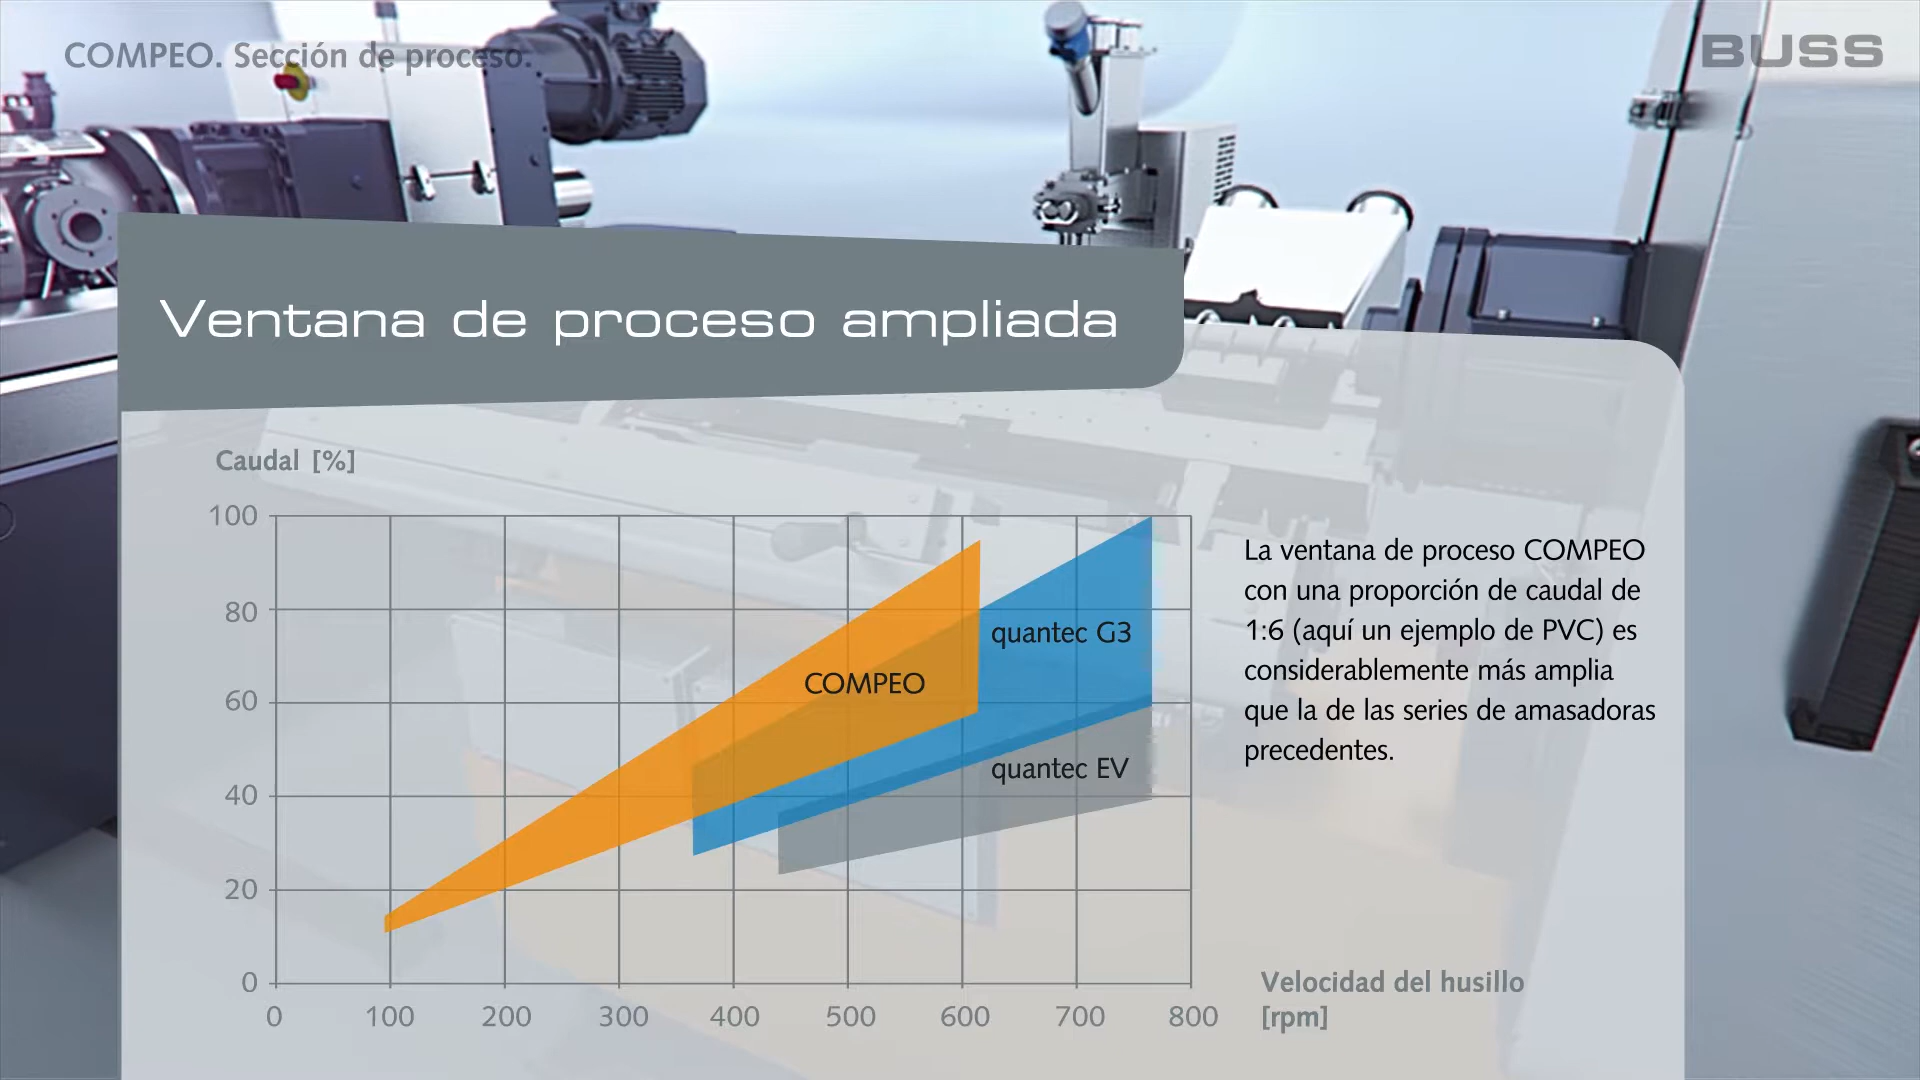 COMPEO. Sección de proceso.
BUSS
Ventana de proceso ampliada
Caudal [%]
100
80
60
40
20
0
0 100 200 300 400 500 600 700 800
COMPEO
quantec G3
quantec EV
Velocidad del husillo
[rpm]
La ventana de proceso COMPEO
con una proporción de caudal de
1:6 (aquí un ejemplo de PVC) es
considerablemente más amplia
que la de las series de amasadoras
precedentes.